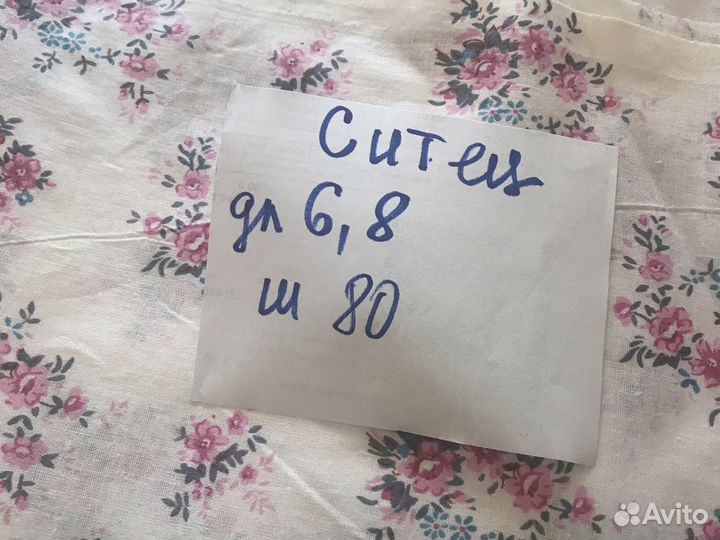 Ситец
дл 6,8
ш 80
Avito